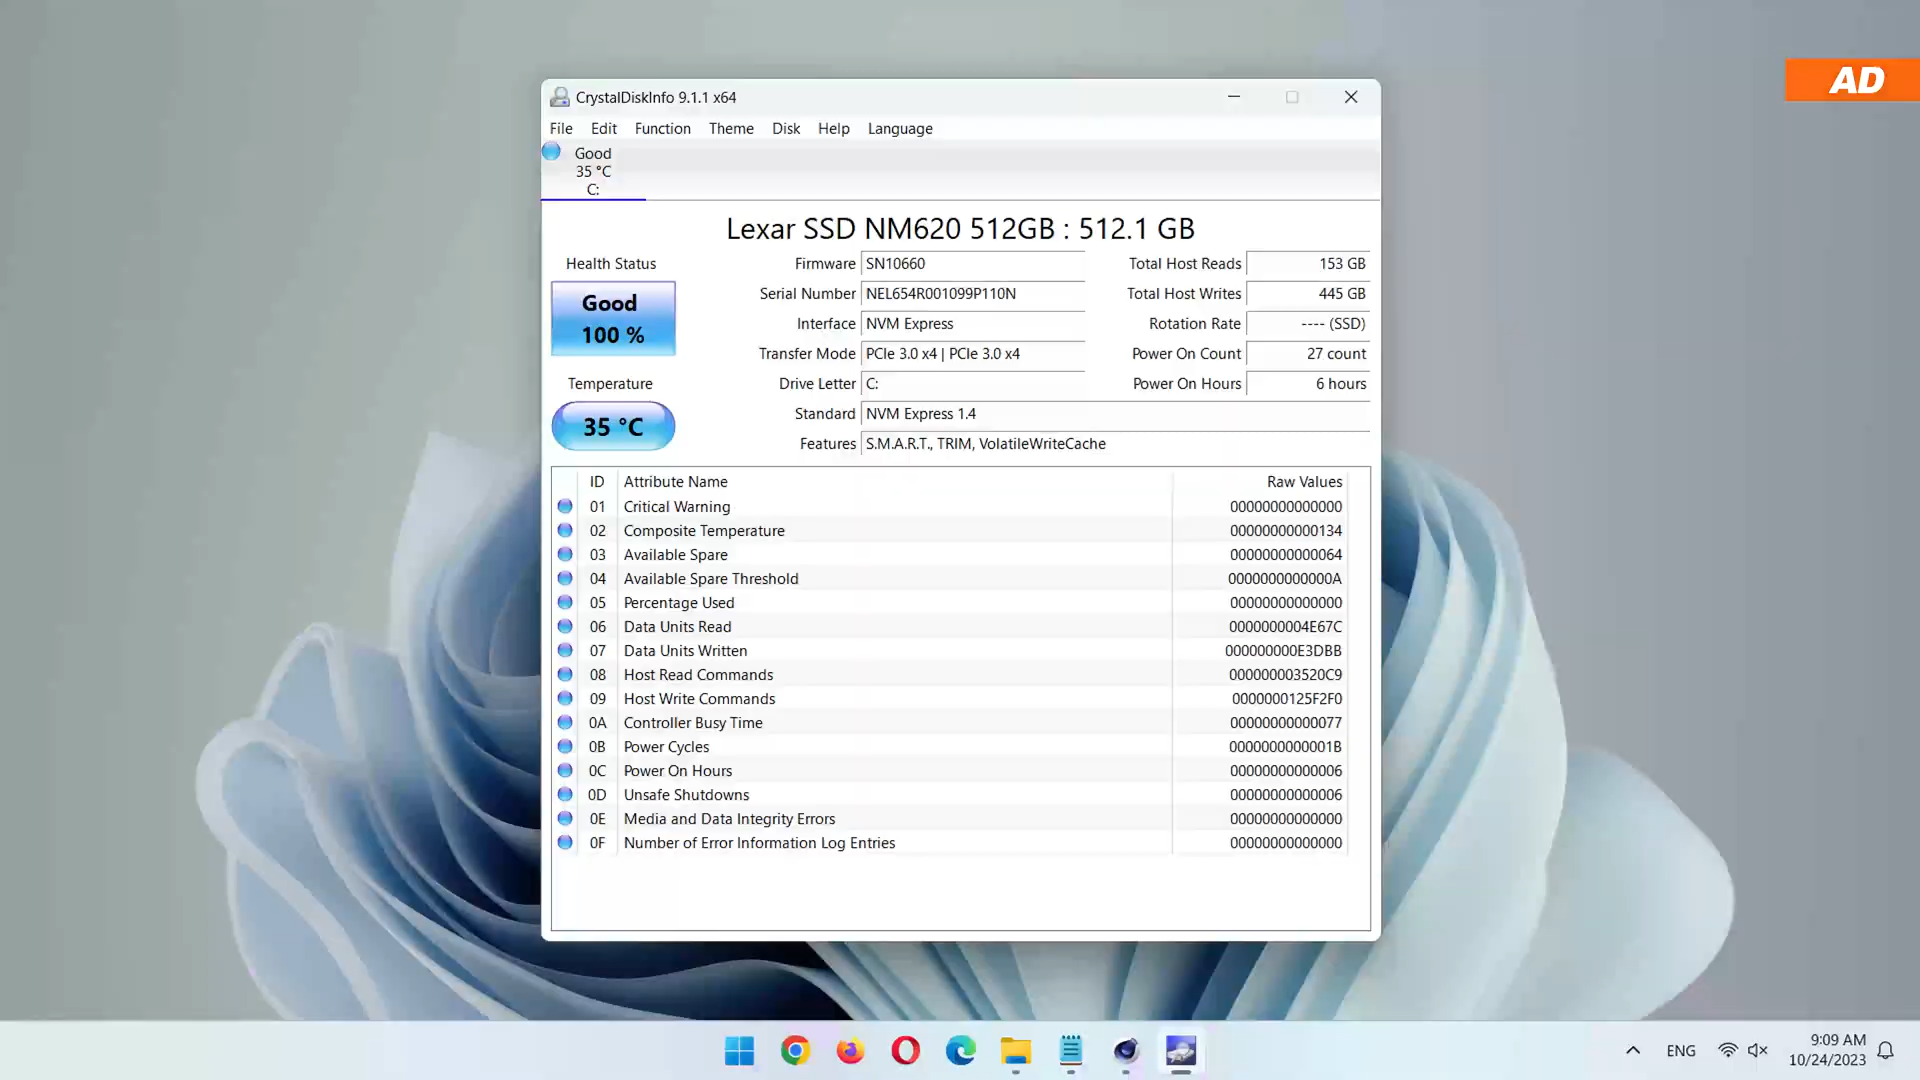 AD
CrystalDiskInfo 9.1.1 x64
File Edit Function Theme Disk Help Language
Good
35 °C
C:
Lexar SSD NM620 512GB : 512.1 GB
Health Status
Good
100 %
Temperature
35 °C
Firmware SN10660
Serial Number NEL654R001099P110N
Interface NVM Express
Transfer Mode PCIe 3.0 x4 | PCIe 3.0 x4
Drive Letter C:
Standard NVM Express 1.4
Features S.M.A.R.T., TRIM, VolatileWriteCache
Total Host Reads 153 GB
Total Host Writes 445 GB
Rotation Rate ---- (SSD)
Power On Count 27 count
Power On Hours 6 hours
ID Attribute Name Raw Values
01 Critical Warning 00000000000000
02 Composite Temperature 00000000000134
03 Available Spare 00000000000064
04 Available Spare Threshold 0000000000000A
05 Percentage Used 00000000000000
06 Data Units Read 0000000004E67C
07 Data Units Written 000000000E3DBB
08 Host Read Commands 000000003520C9
09 Host Write Commands 0000000125F2F0
0A Controller Busy Time 00000000000077
0B Power Cycles 0000000000001B
0C Power On Hours 00000000000006
0D Unsafe Shutdowns 00000000000006
0E Media and Data Integrity Errors 00000000000000
0F Number of Error Information Log Entries 00000000000000
ENG
9:09 AM
10/24/2023